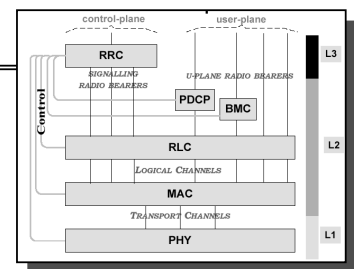 control-plane user-plane
RRC L3
SIGNALLING U-PLANE RADIO BEARERS
RADIO BEARERS
PDCP
BMC
Control
RLC L2
LOGICAL CHANNELS
MAC
TRANSPORT CHANNELS
PHY L1